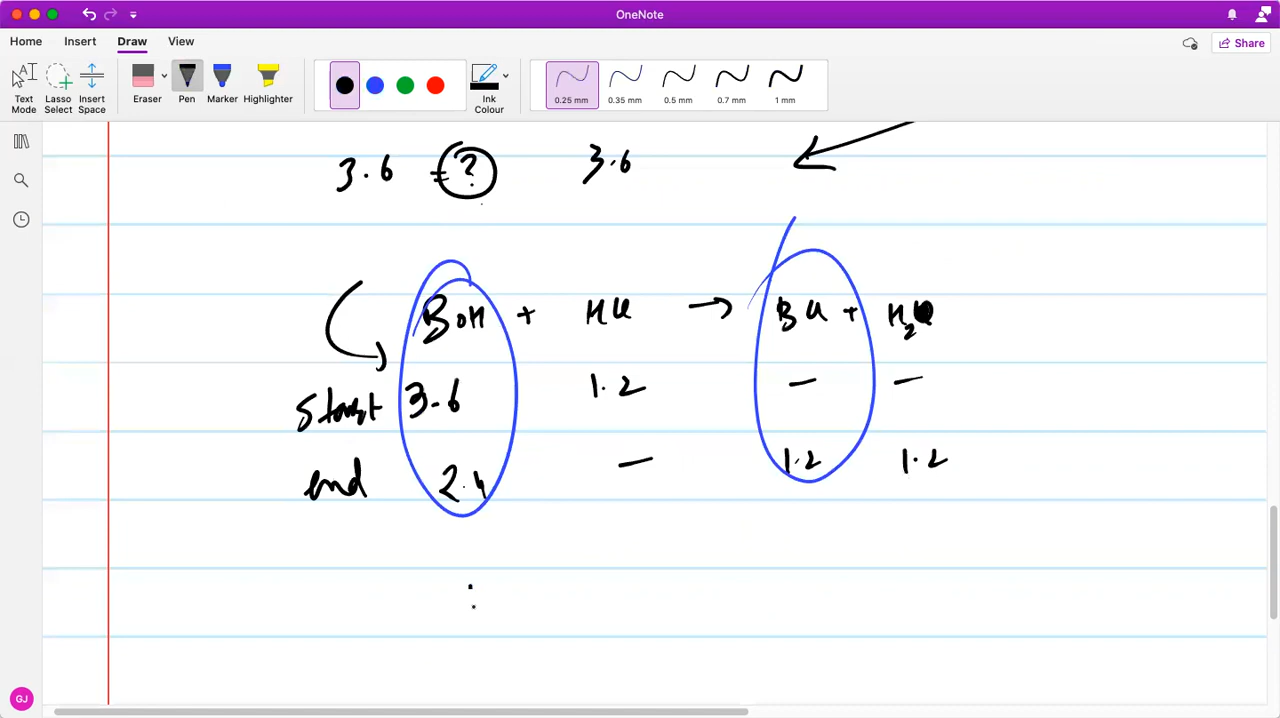 OneNote
Home Insert Draw View
Share
Text Mode
Lasso Select
Insert Space
Eraser
Pen
Marker
Highlighter
Ink Colour
0.25 mm
0.35 mm
0.5 mm
0.7 mm
1 mm
3.6 = ? 3.6
BOH + HCl → BCl + H2O
start 3.6 1.2 — —
end 2.4 — 1.2 1.2
:
GJ